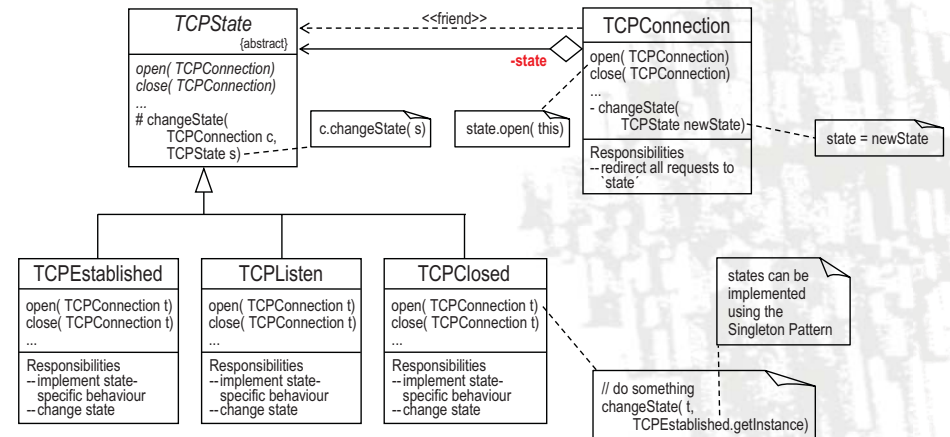 TCPState
{abstract}
open( TCPConnection)
close( TCPConnection)
...
# changeState(
TCPConnection c,
TCPState s)
c.changeState( s)
<<friend>>
-state
TCPConnection
open( TCPConnection)
close( TCPConnection)
...
- changeState(
TCPState newState)
Responsibilities
--redirect all requests to
`state´
state.open( this)
state = newState
TCPEstablished
open( TCPConnection t)
close( TCPConnection t)
...
Responsibilities
--implement state-
specific behaviour
--change state
TCPListen
open( TCPConnection t)
close( TCPConnection t)
...
Responsibilities
--implement state-
specific behaviour
--change state
TCPClosed
open( TCPConnection t)
close( TCPConnection t)
...
Responsibilities
--implement state-
specific behaviour
--change state
states can be
implemented
using the
Singleton Pattern
// do something
changeState( t,
TCPEstablished.getInstance)